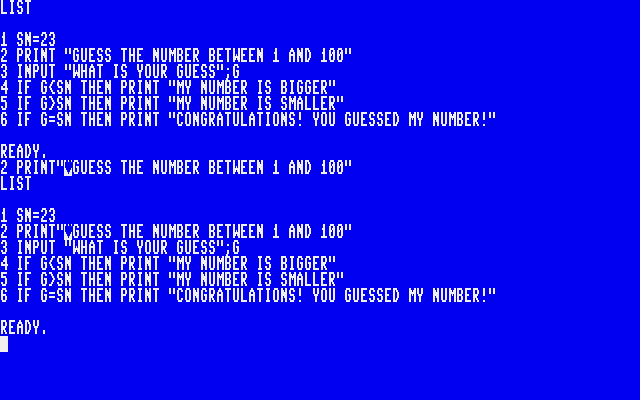 LIST
1 SN=23
2 PRINT "GUESS THE NUMBER BETWEEN 1 AND 100"
3 INPUT "WHAT IS YOUR GUESS";G
4 IF G<SN THEN PRINT "MY NUMBER IS BIGGER"
5 IF G>SN THEN PRINT "MY NUMBER IS SMALLER"
6 IF G=SN THEN PRINT "CONGRATULATIONS! YOU GUESSED MY NUMBER!"
READY.
2 PRINT"GUESS THE NUMBER BETWEEN 1 AND 100"
LIST
1 SN=23
2 PRINT"GUESS THE NUMBER BETWEEN 1 AND 100"
3 INPUT "WHAT IS YOUR GUESS";G
4 IF G<SN THEN PRINT "MY NUMBER IS BIGGER"
5 IF G>SN THEN PRINT "MY NUMBER IS SMALLER"
6 IF G=SN THEN PRINT "CONGRATULATIONS! YOU GUESSED MY NUMBER!"
READY.